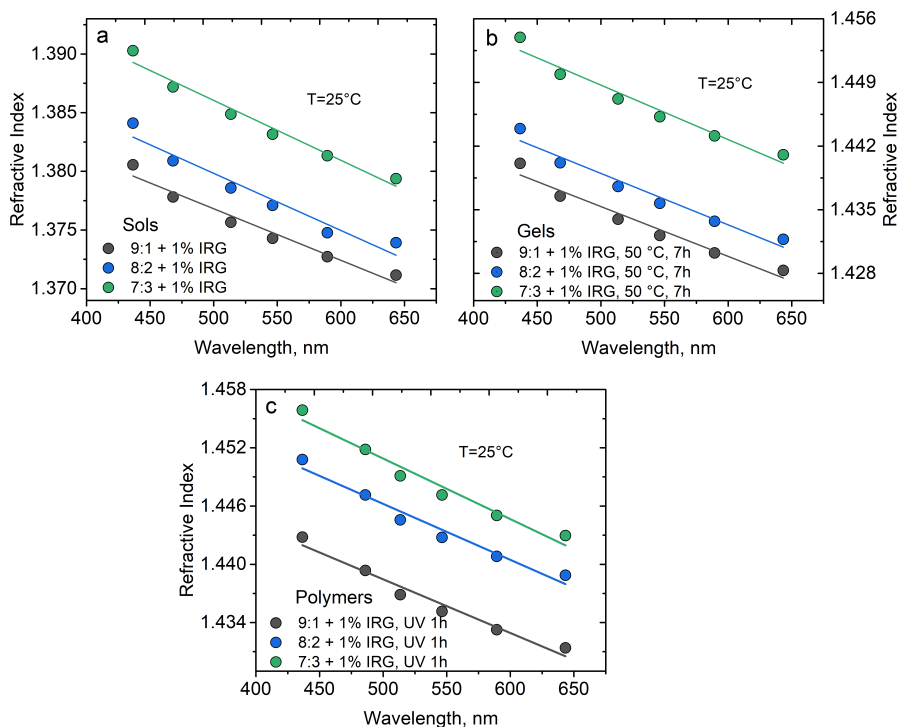 a
T=25°C
1.390
1.385
1.380
1.375
1.370
Refractive Index
Sols
9:1 + 1% IRG
8:2 + 1% IRG
7:3 + 1% IRG
400 450 500 550 600 650
Wavelength, nm
b
T=25°C
1.456
1.449
1.442
1.435
1.428
Refractive Index
Gels
9:1 + 1% IRG, 50 °C, 7h
8:2 + 1% IRG, 50 °C, 7h
7:3 + 1% IRG, 50 °C, 7h
400 450 500 550 600 650
Wavelength, nm
c
T=25°C
1.458
1.452
1.446
1.440
1.434
Refractive Index
Polymers
9:1 + 1% IRG, UV 1h
8:2 + 1% IRG, UV 1h
7:3 + 1% IRG, UV 1h
400 450 500 550 600 650
Wavelength, nm